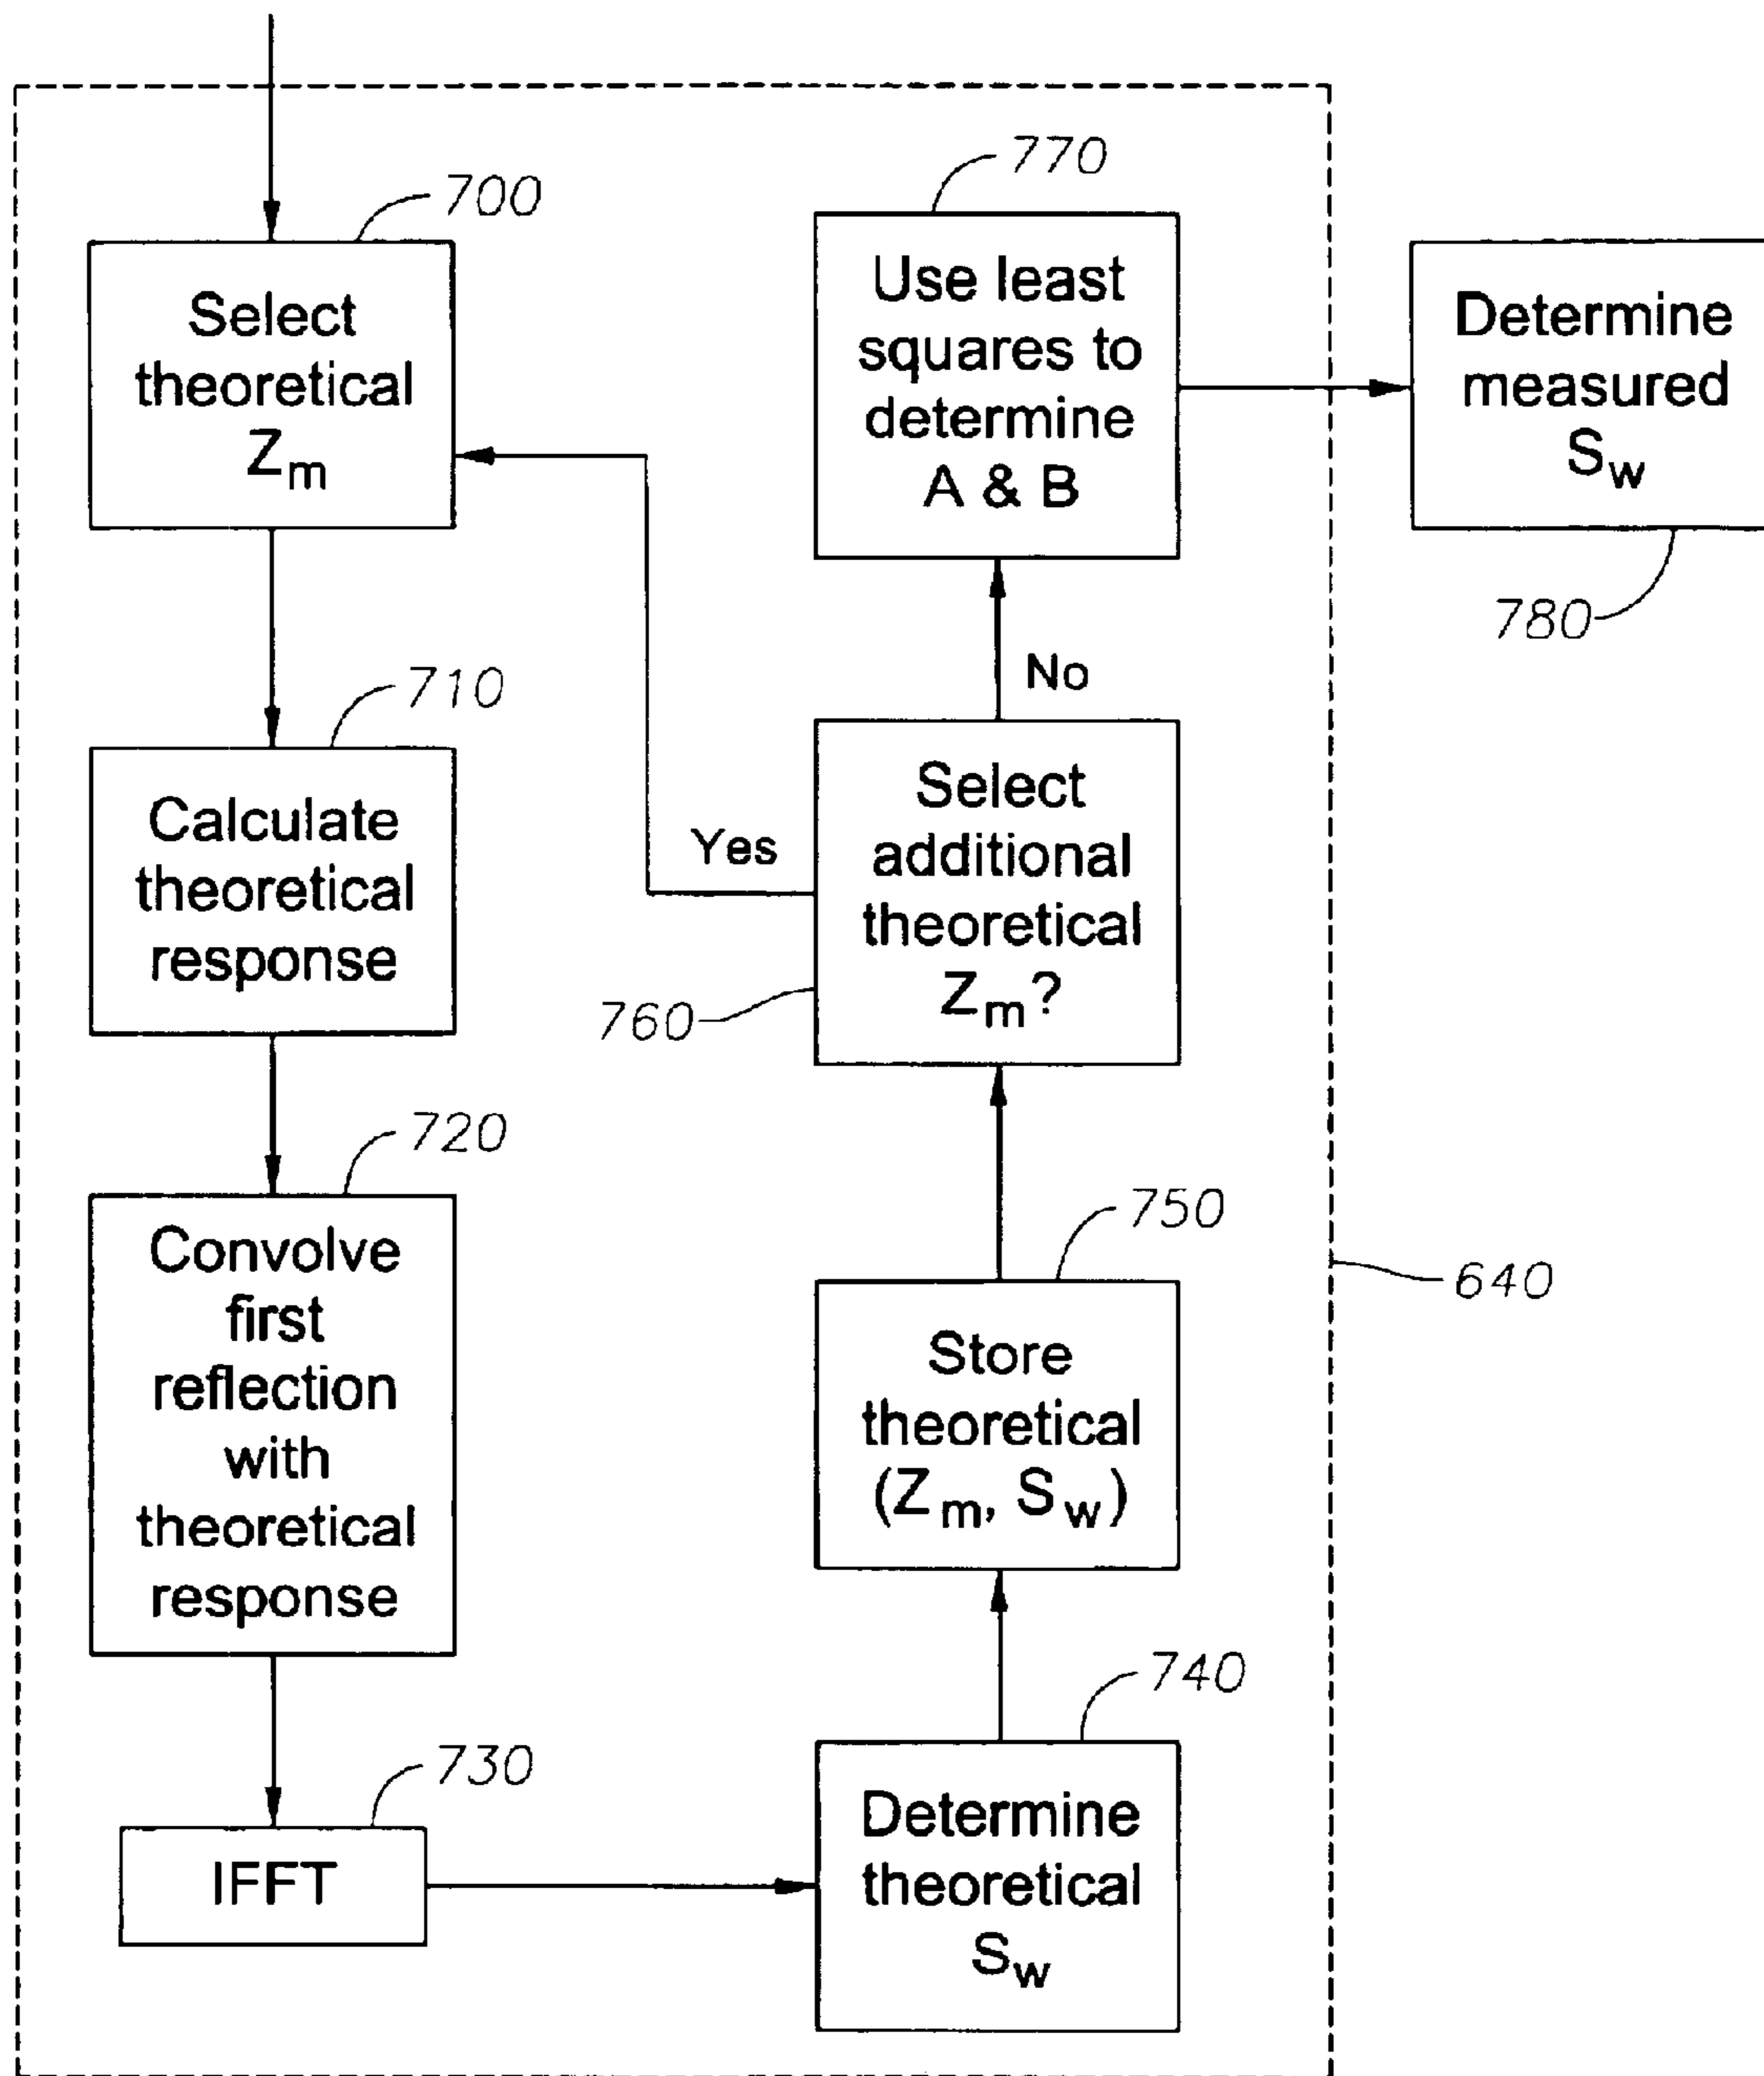 700
Select
theoretical
Zm
710
Calculate
theoretical
response
720
Convolve
first
reflection
with
theoretical
response
730
IFFT
740
Determine
theoretical
Sw
750
Store
theoretical
(Zm, Sw)
760
Select
additional
theoretical
Zm?
Yes
No
770
Use least
squares to
determine
A & B
780
Determine
measured
Sw
640